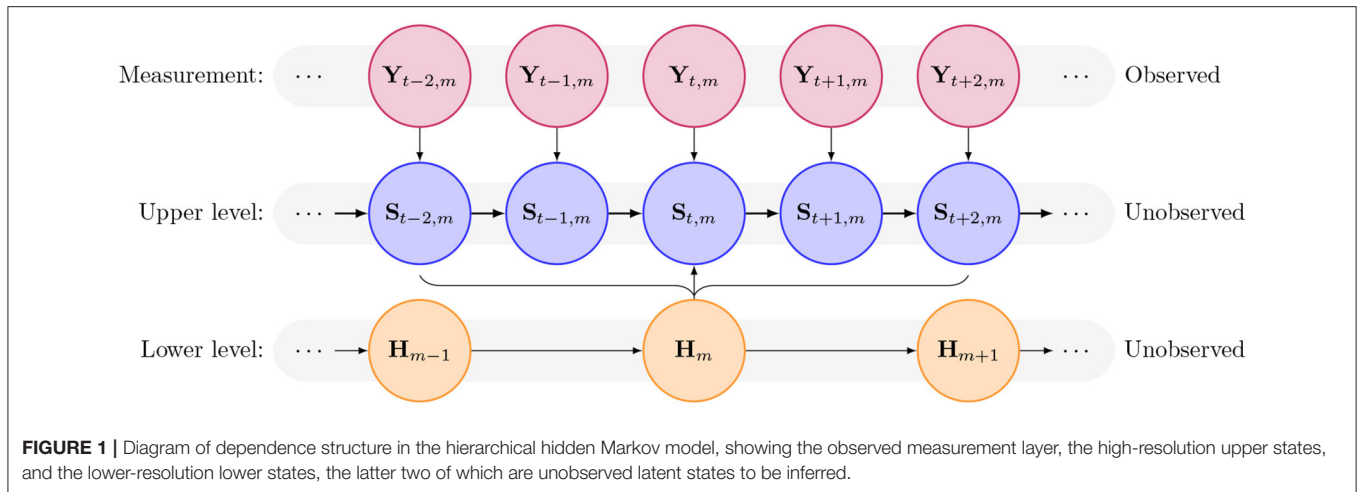 Measurement: ··· Y_{t−2,m} Y_{t−1,m} Y_{t,m} Y_{t+1,m} Y_{t+2,m} ··· Observed
Upper level: ··· S_{t−2,m} S_{t−1,m} S_{t,m} S_{t+1,m} S_{t+2,m} ··· Unobserved
Lower level: ··· H_{m−1} H_m H_{m+1} ··· Unobserved
FIGURE 1 | Diagram of dependence structure in the hierarchical hidden Markov model, showing the observed measurement layer, the high-resolution upper states,
and the lower-resolution lower states, the latter two of which are unobserved latent states to be inferred.